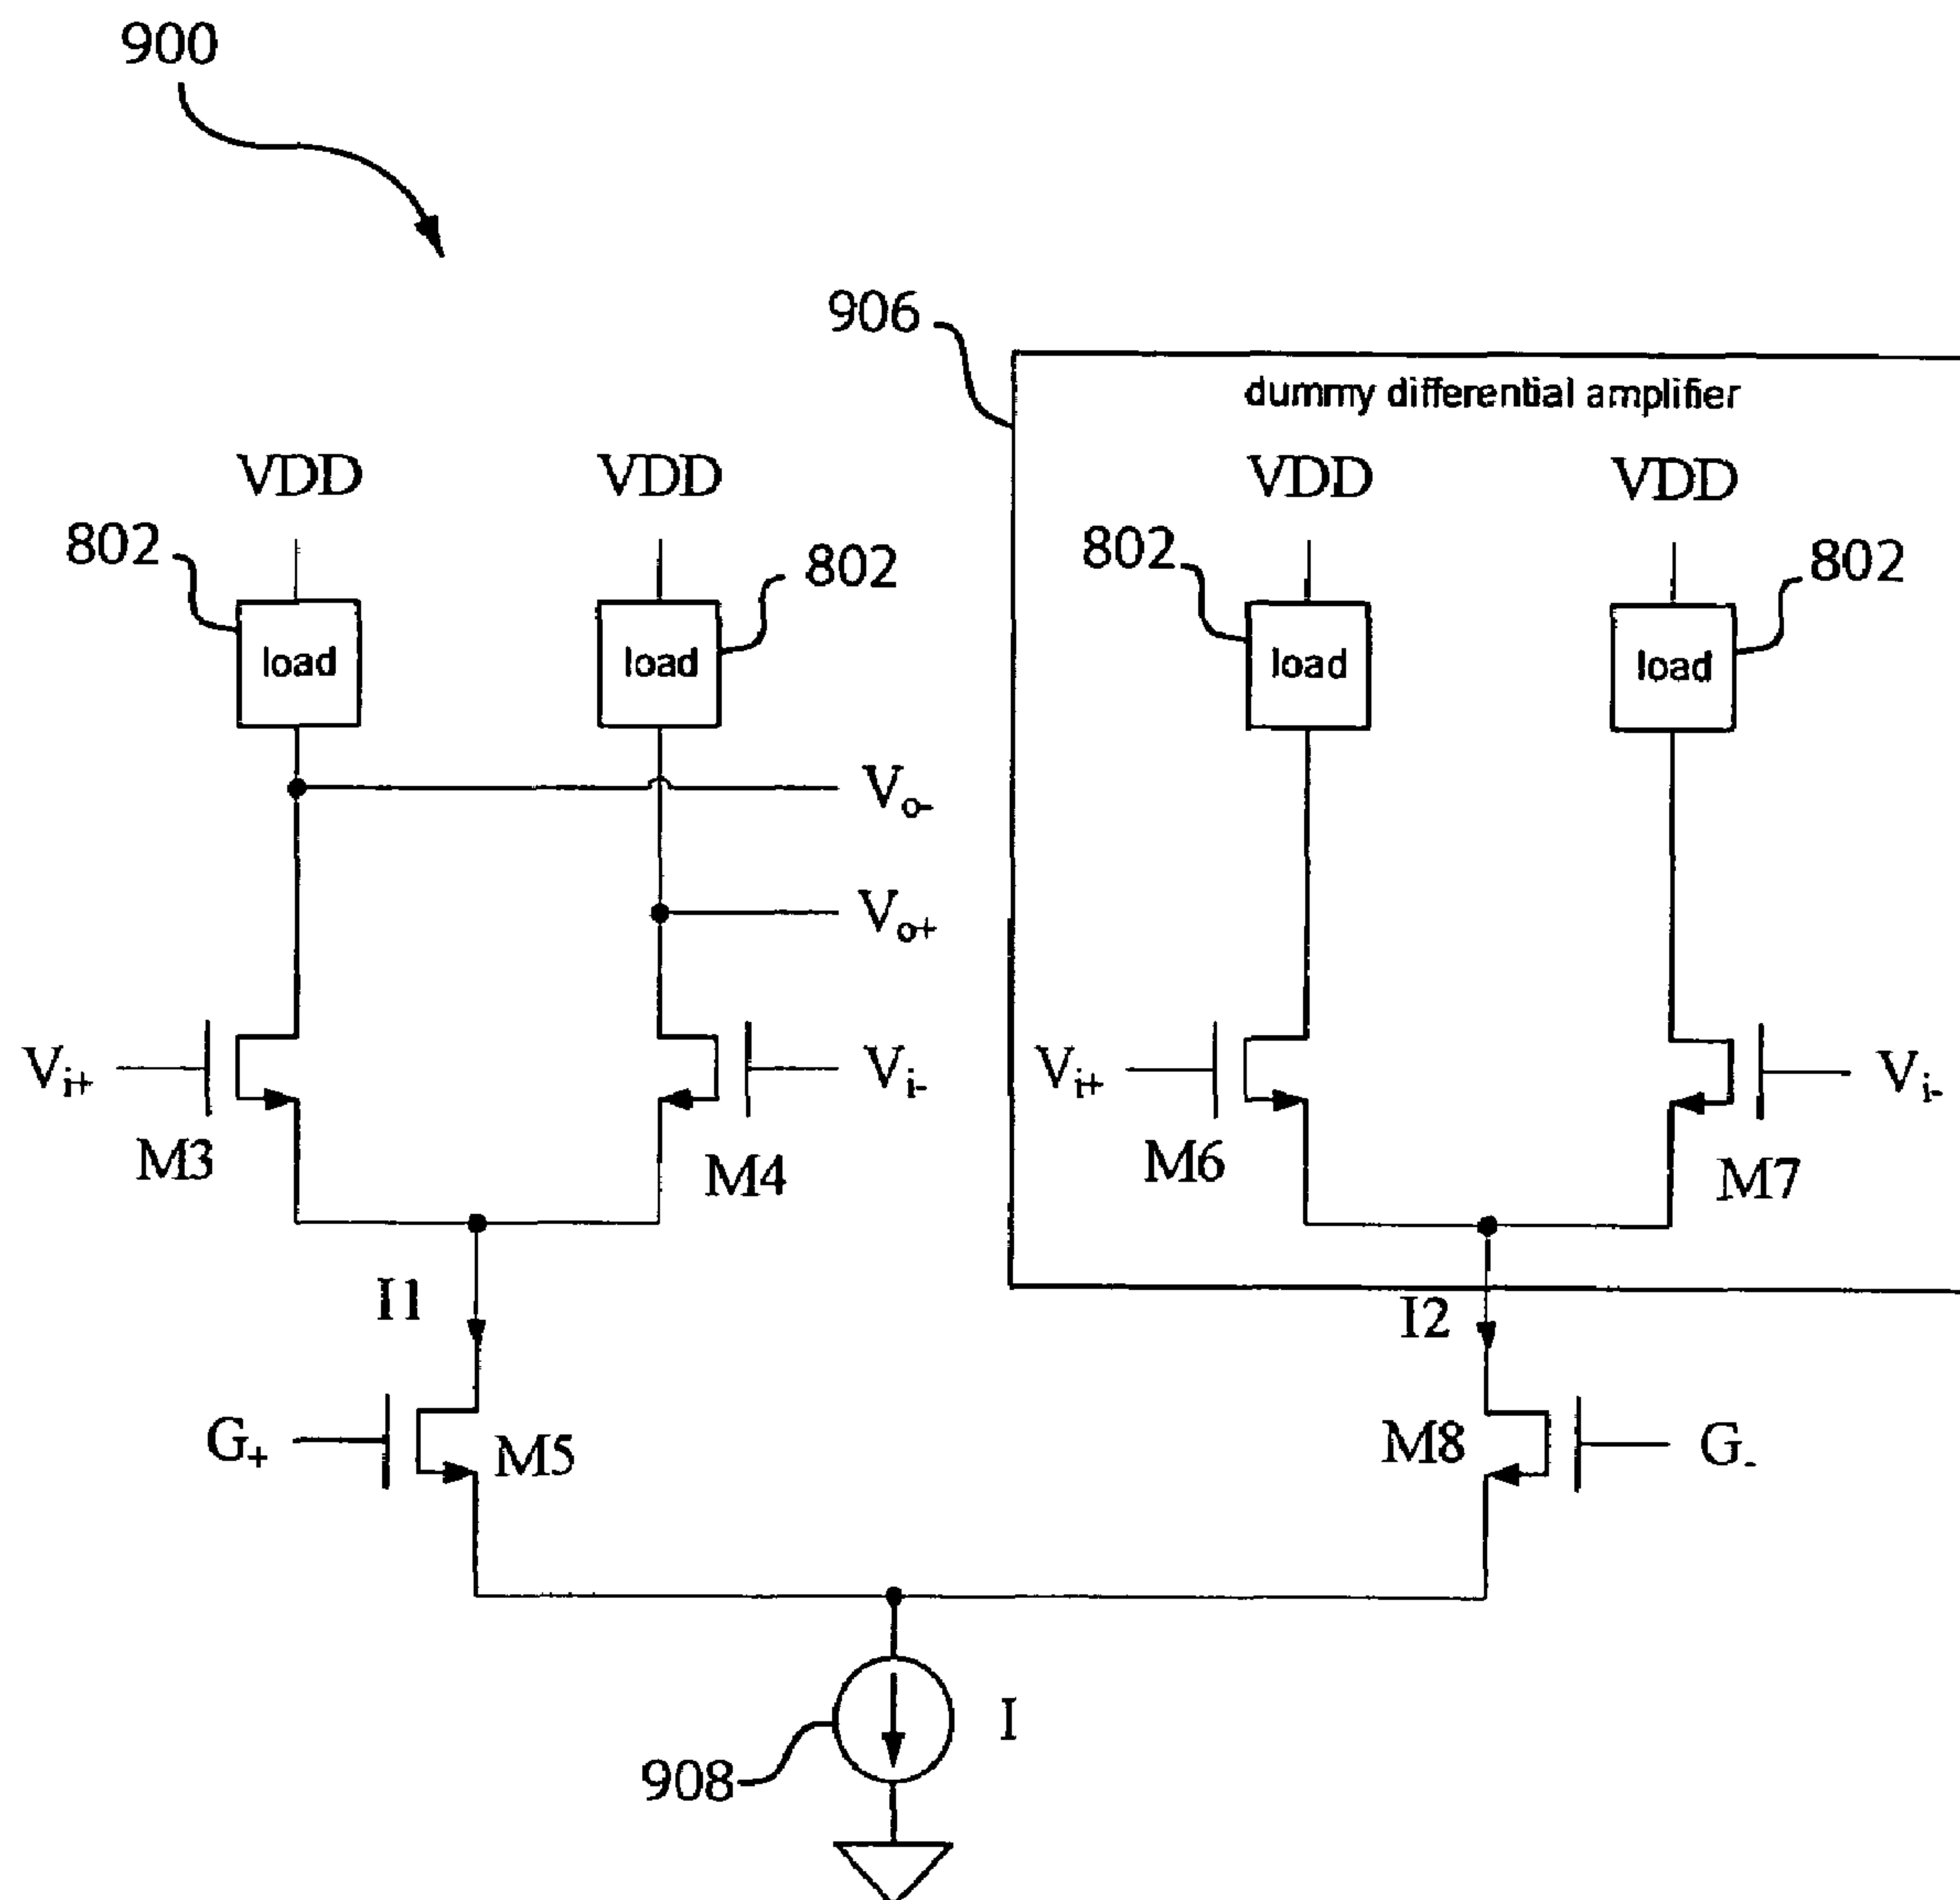 900
906
dummy differential amplifier
VDD VDD VDD VDD
802 802 802 802
load load load load
Vo-
Vo+
Vi+ Vi- Vi+ Vi-
M3 M4 M6 M7
I1 I2
G+ M5 M8 G-
I
908